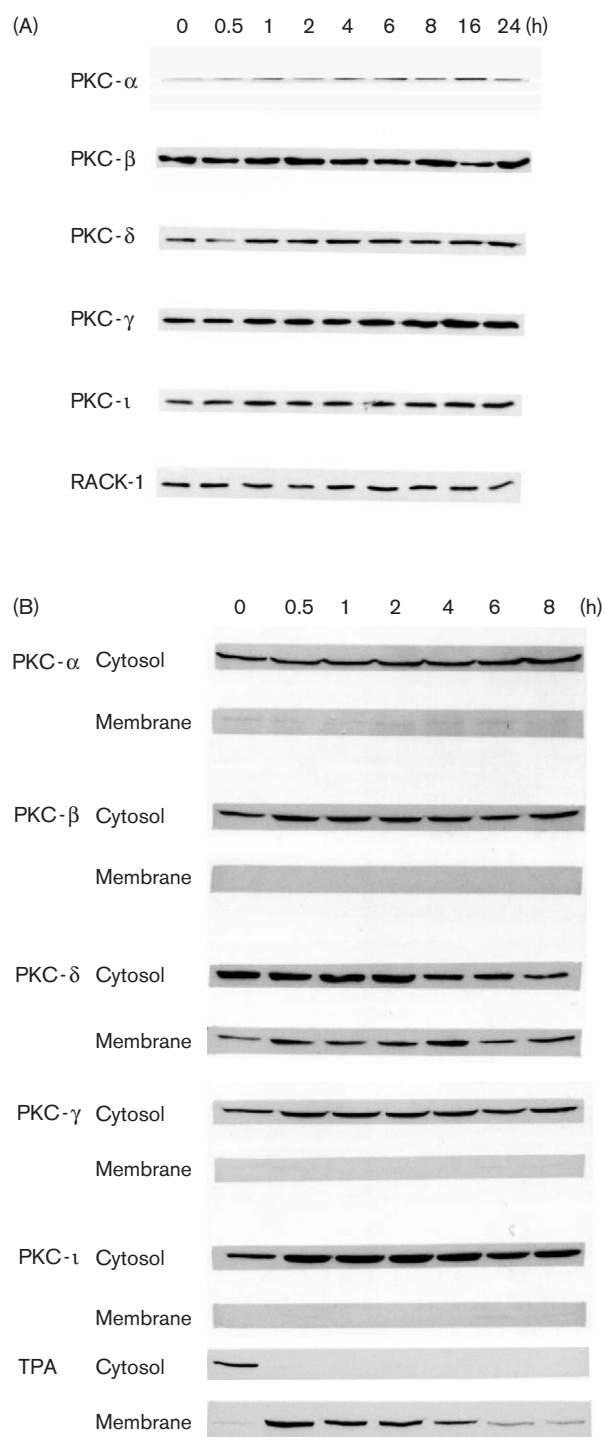 (A) 0 0.5 1 2 4 6 8 16 24 (h)
PKC-α
PKC-β
PKC-δ
PKC-γ
PKC-ι
RACK-1
(B) 0 0.5 1 2 4 6 8 (h)
PKC-α Cytosol
Membrane
PKC-β Cytosol
Membrane
PKC-δ Cytosol
Membrane
PKC-γ Cytosol
Membrane
PKC-ι Cytosol
Membrane
TPA Cytosol
Membrane